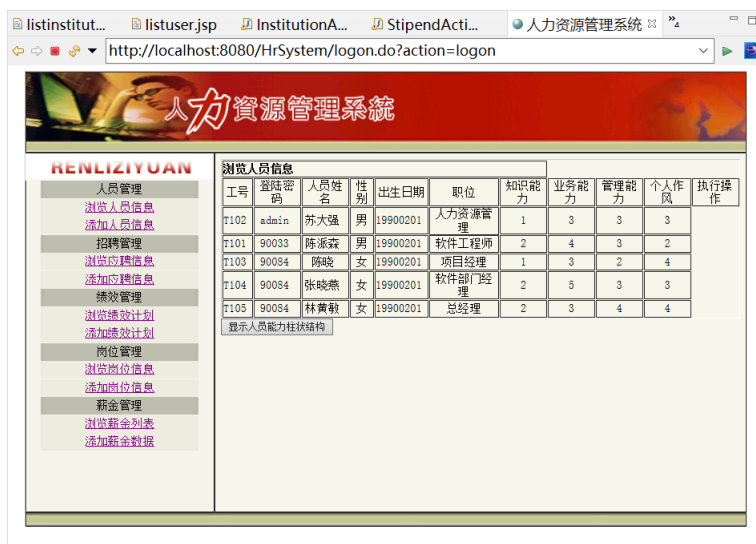 listinstitut... listuser.jsp InstitutionA... StipendActi... 人力资源管理系统
http://localhost:8080/HrSystem/logon.do?action=logon
人力資源管理系統
RENLIZIYUAN
人员管理
浏览人员信息
添加人员信息
招聘管理
浏览应聘信息
添加应聘信息
绩效管理
浏览绩效计划
添加绩效计划
岗位管理
浏览岗位信息
添加岗位信息
薪金管理
浏览薪金列表
添加薪金数据
浏览人员信息
工号 登陆密码 人员姓名 性别 出生日期 职位 知识能力 业务能力 管理能力 个人作风 执行操作
T102 admin 苏大强 男 19900201 人力资源管理 1 3 3 3
T101 90033 陈派森 男 19900201 软件工程师 2 4 3 2
T103 90084 陈晓 女 19900201 项目经理 1 3 2 4
T104 90084 张晓燕 女 19900201 软件部门经理 2 5 3 3
T105 90084 林黄敏 女 19900201 总经理 2 3 4 4
显示人员能力柱状结构